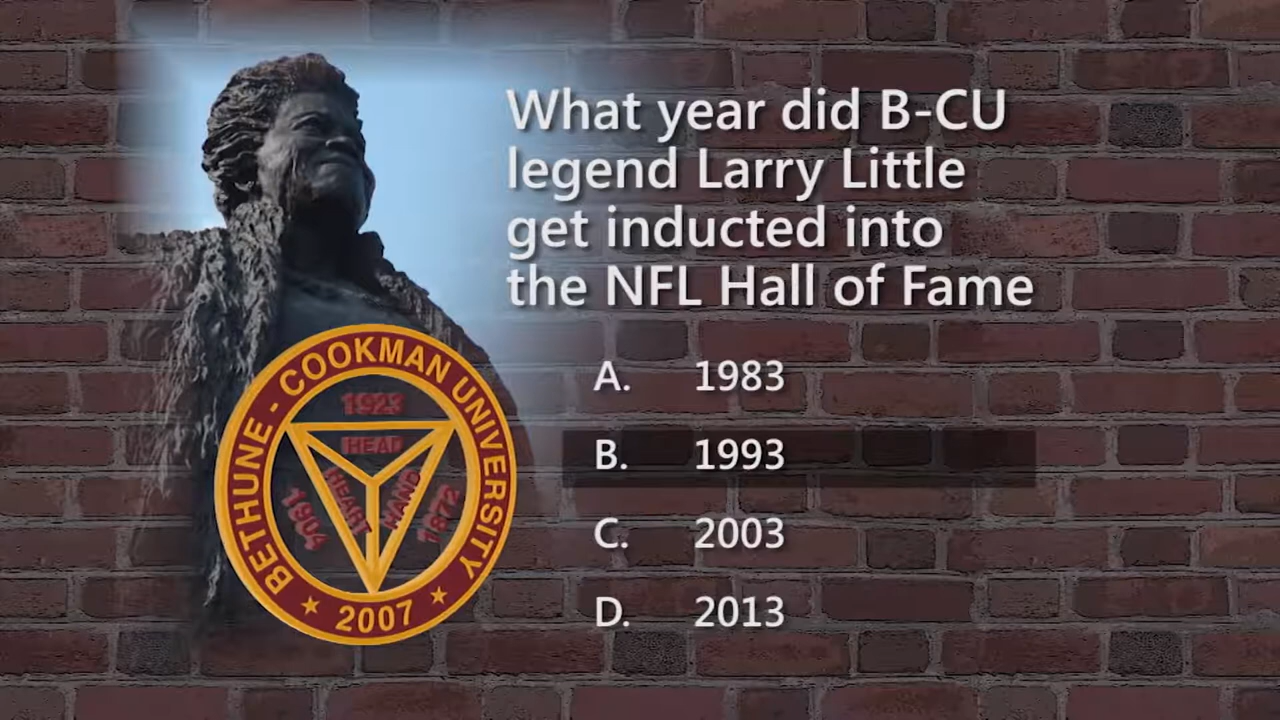 What year did B-CU
legend Larry Little
get inducted into
the NFL Hall of Fame
A. 1983
B. 1993
C. 2003
D. 2013
BETHUNE - COOKMAN UNIVERSITY
1923
HEAD
HEART
HAND
1904
1872
★ 2007 ★